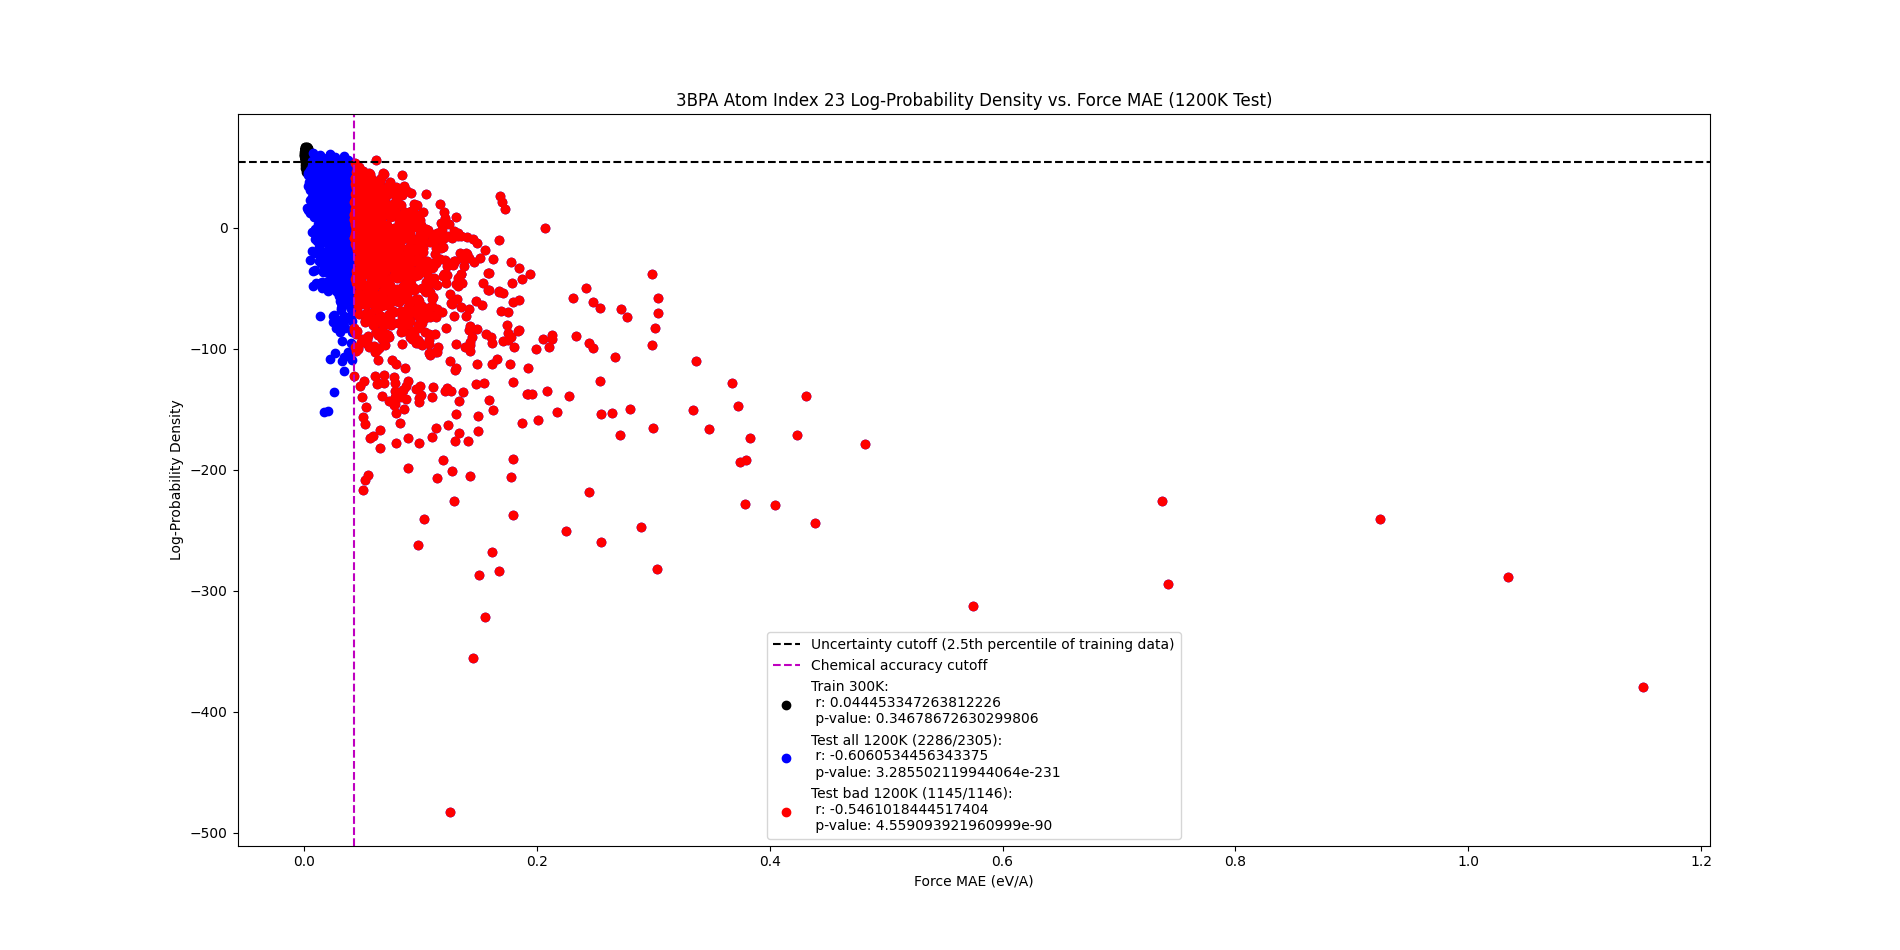 3BPA Atom Index 23 Log-Probability Density vs. Force MAE (1200K Test)
Log-Probability Density
0
−100
−200
−300
−400
−500
Uncertainty cutoff (2.5th percentile of training data)
Chemical accuracy cutoff
Train 300K:
r: 0.044453347263812226
p-value: 0.34678672630299806
Test all 1200K (2286/2305):
r: -0.6060534456343375
p-value: 3.285502119944064e-231
Test bad 1200K (1145/1146):
r: -0.5461018444517404
p-value: 4.559093921960999e-90
0.0
0.2
0.4
0.6
0.8
1.0
1.2
Force MAE (eV/A)